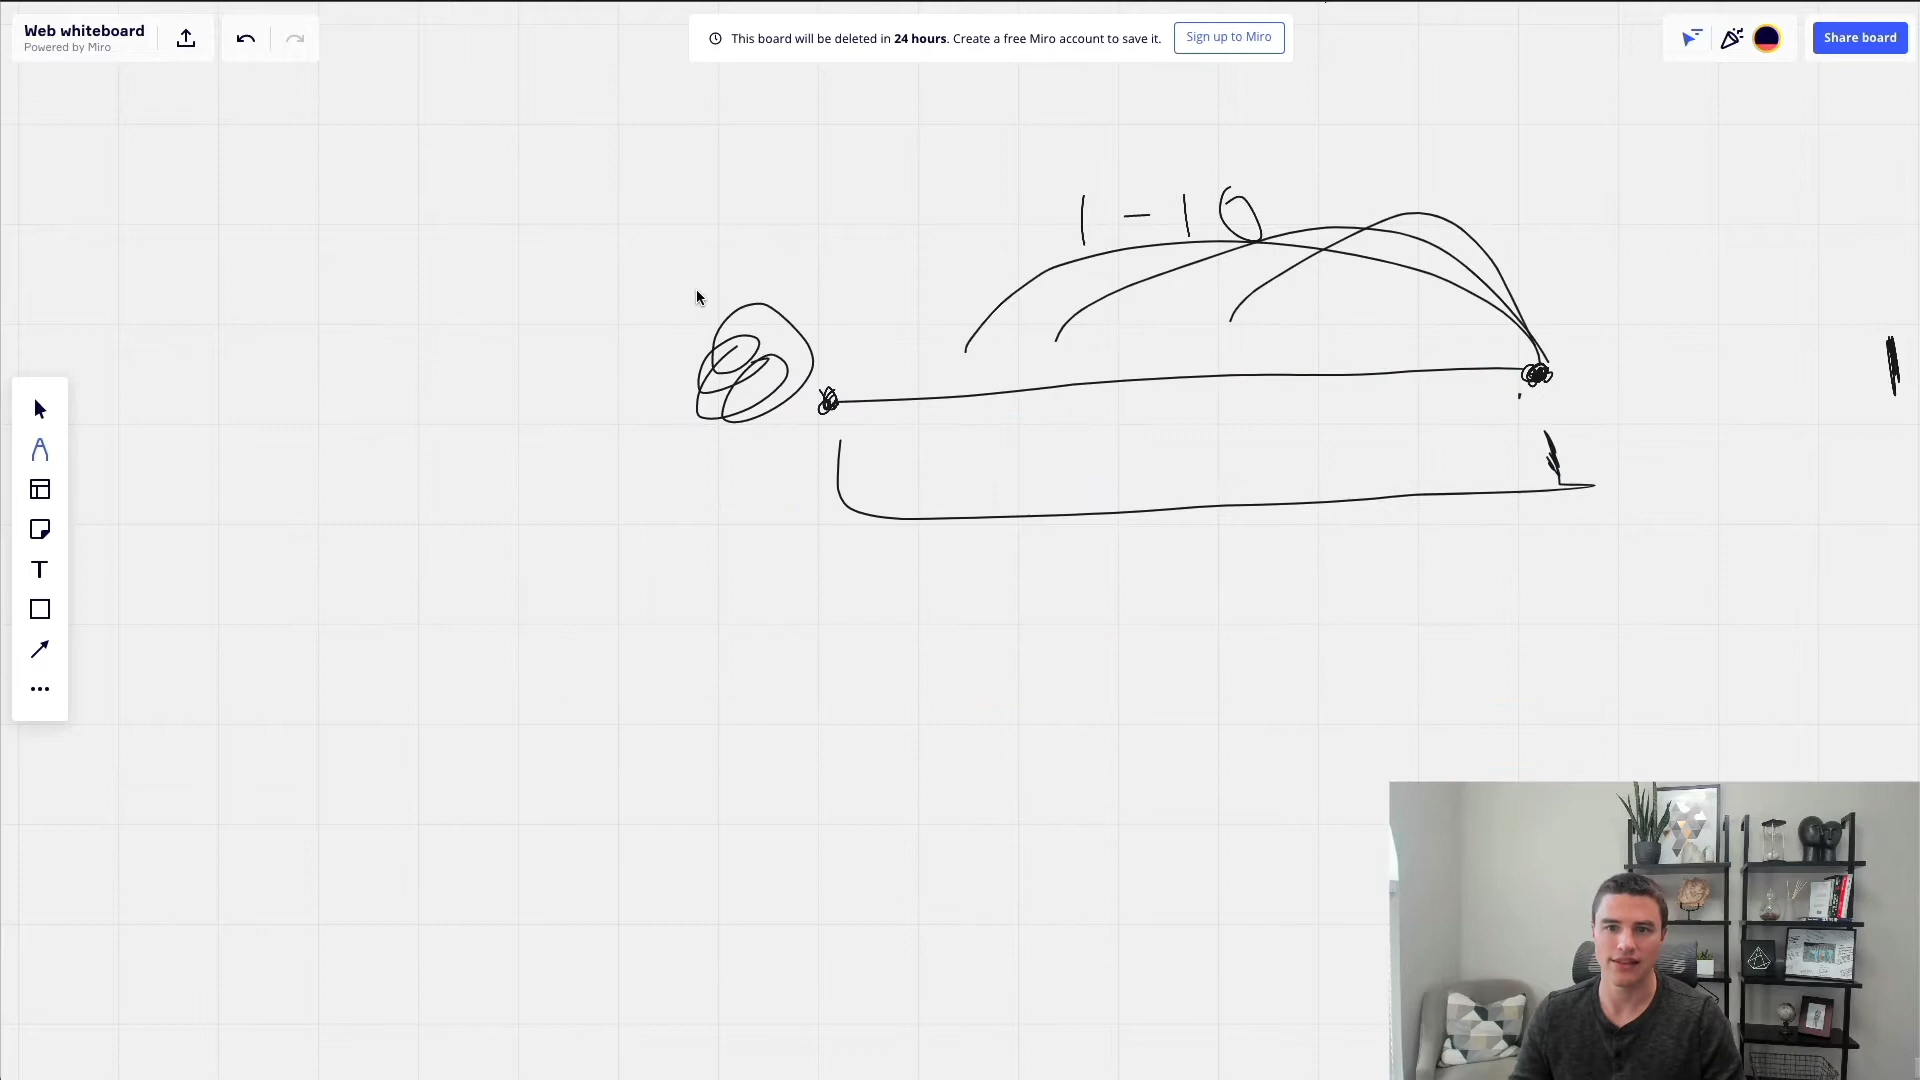 Web whiteboard
Powered by Miro
This board will be deleted in 24 hours. Create a free Miro account to save it.
Sign up to Miro
Share board
1 - 10
T